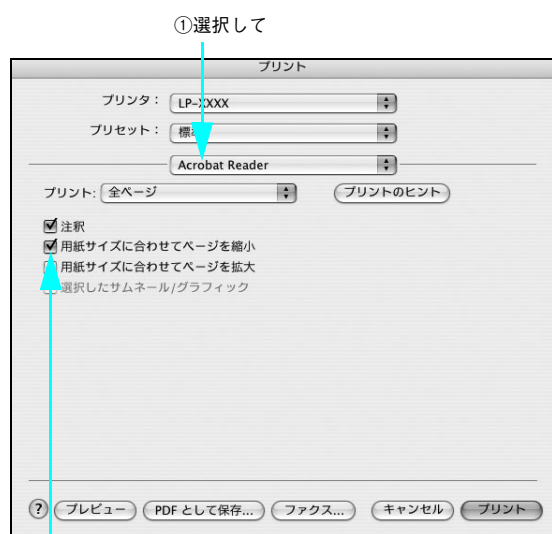 ①選択して
プリント
プリンタ： LP-XXXX
プリセット： 標準
Acrobat Reader
プリント: 全ページ プリントのヒント
注釈
用紙サイズに合わせてページを縮小
用紙サイズに合わせてページを拡大
選択したサムネール/グラフィック
? プレビュー PDF として保存... ファクス... キャンセル プリント